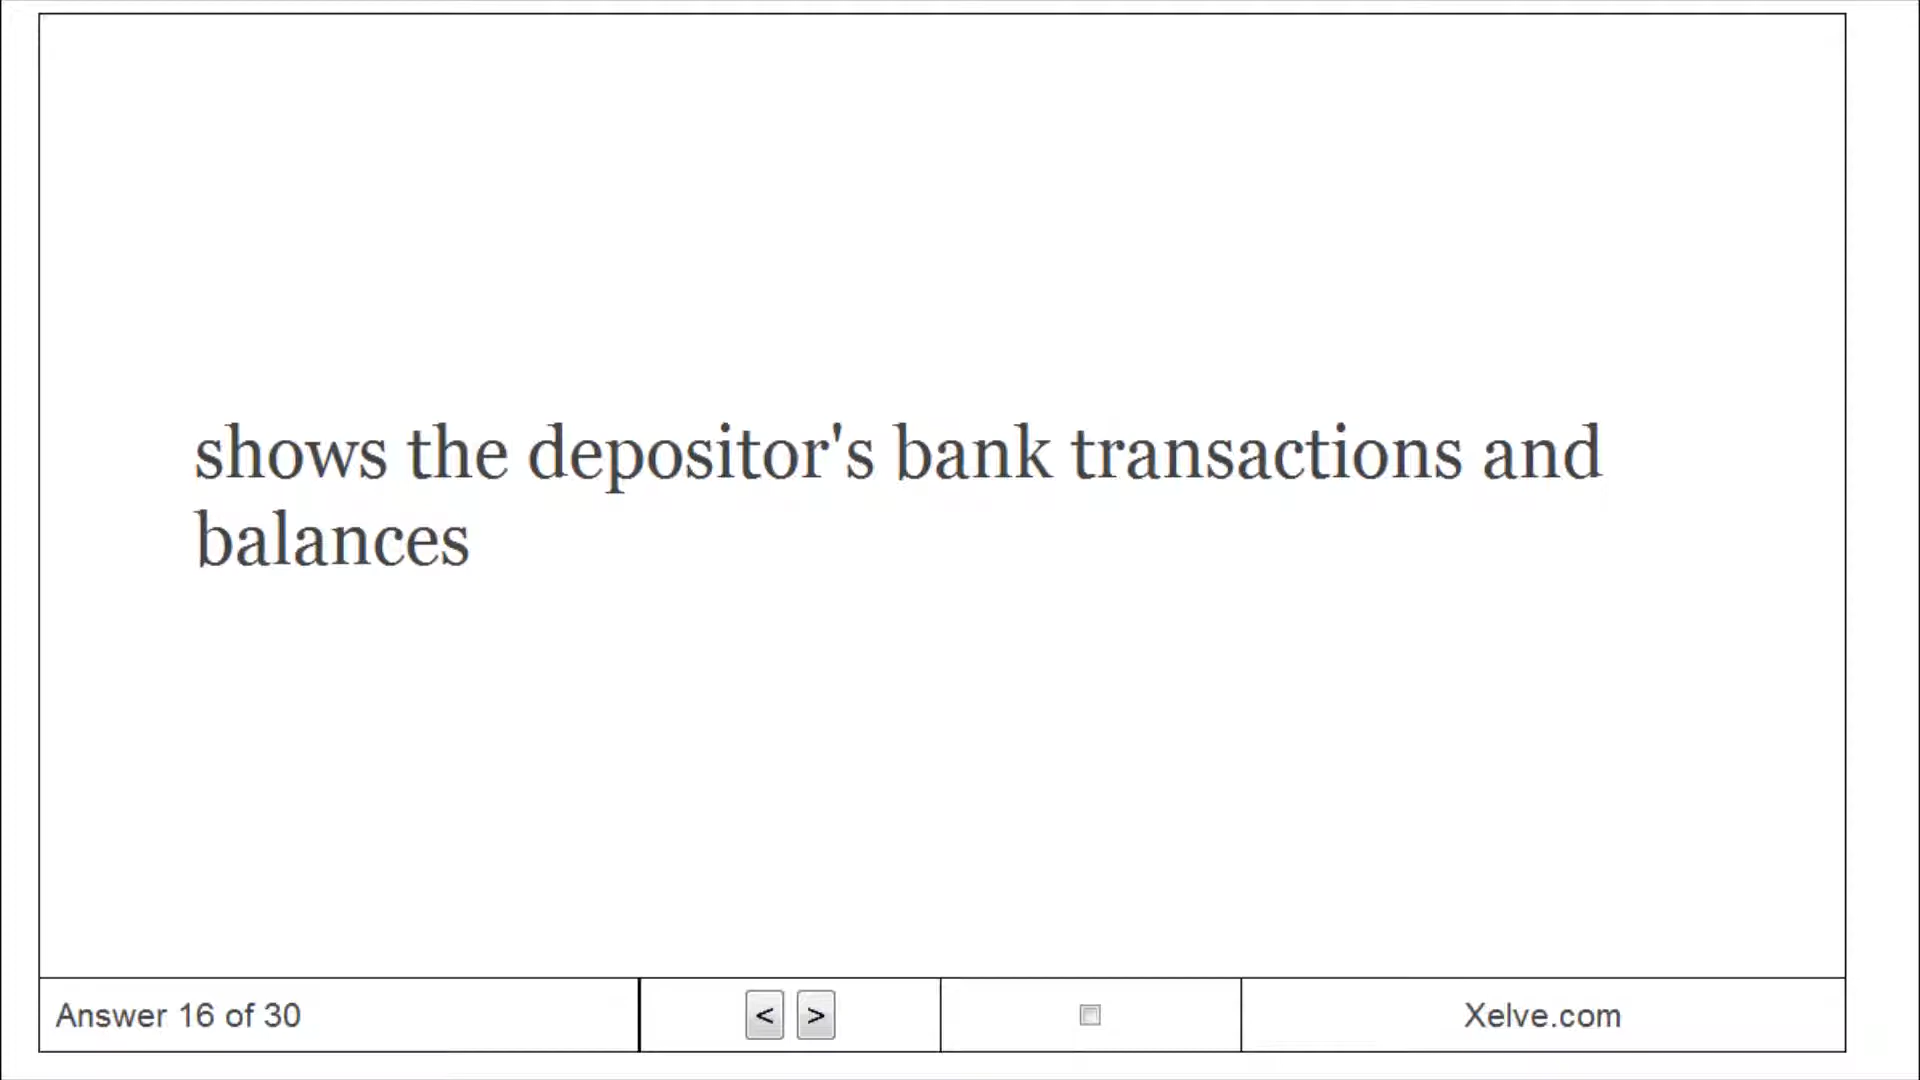 shows the depositor's bank transactions and
balances
Answer 16 of 30
<
>
Xelve.com